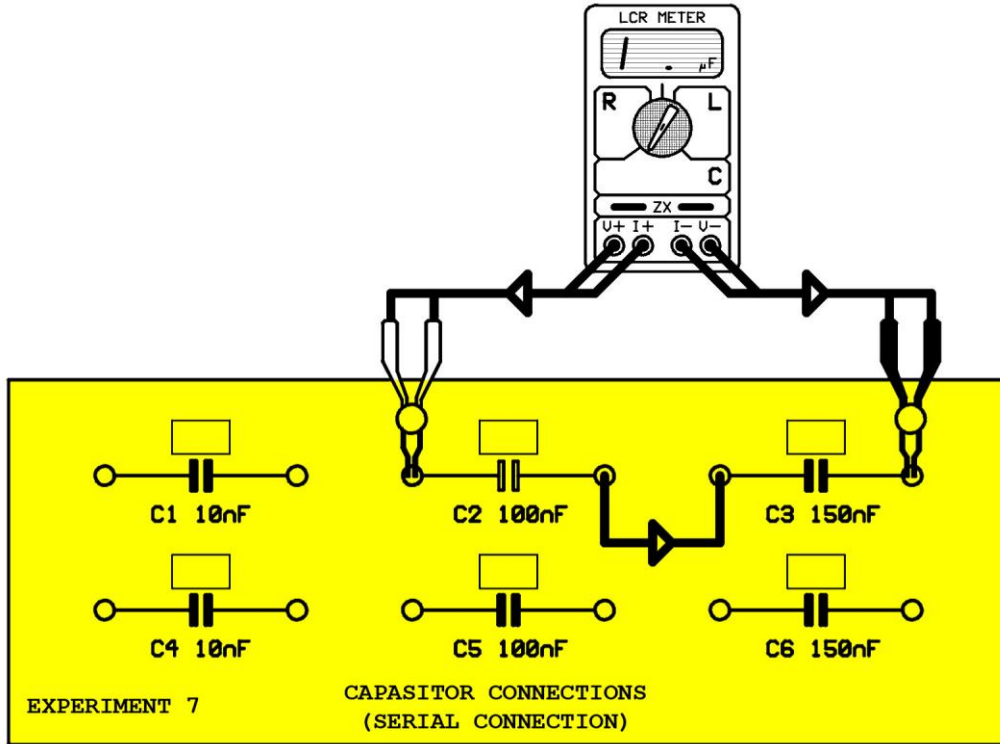 LCR METER
1 . µF
R L
C
ZX
V+ I+ I- V-
C1 10nF C2 100nF C3 150nF
C4 10nF C5 100nF C6 150nF
EXPERIMENT 7
CAPASITOR CONNECTIONS
(SERIAL CONNECTION)